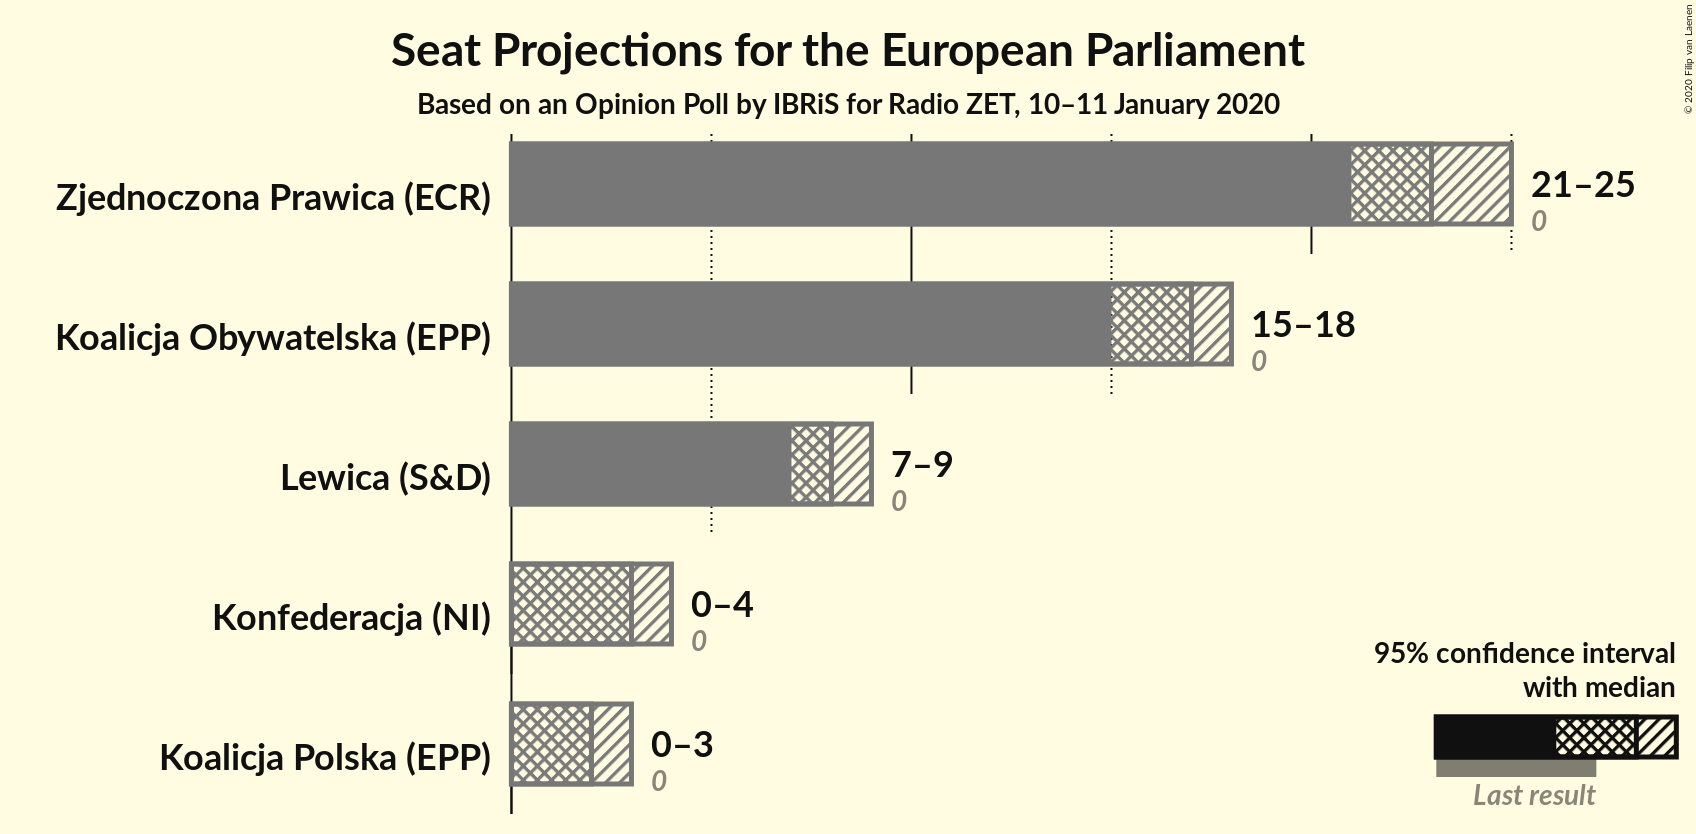 Seat Projections for the European Parliament
Based on an Opinion Poll by IBRiS for Radio ZET, 10–11 January 2020
© 2020 Filip van Laenen
Zjednoczona Prawica (ECR)
21–25
0
Koalicja Obywatelska (EPP)
15–18
0
Lewica (S&D)
7–9
0
Konfederacja (NI)
0–4
0
Koalicja Polska (EPP)
0–3
0
95% confidence interval
with median
Last result